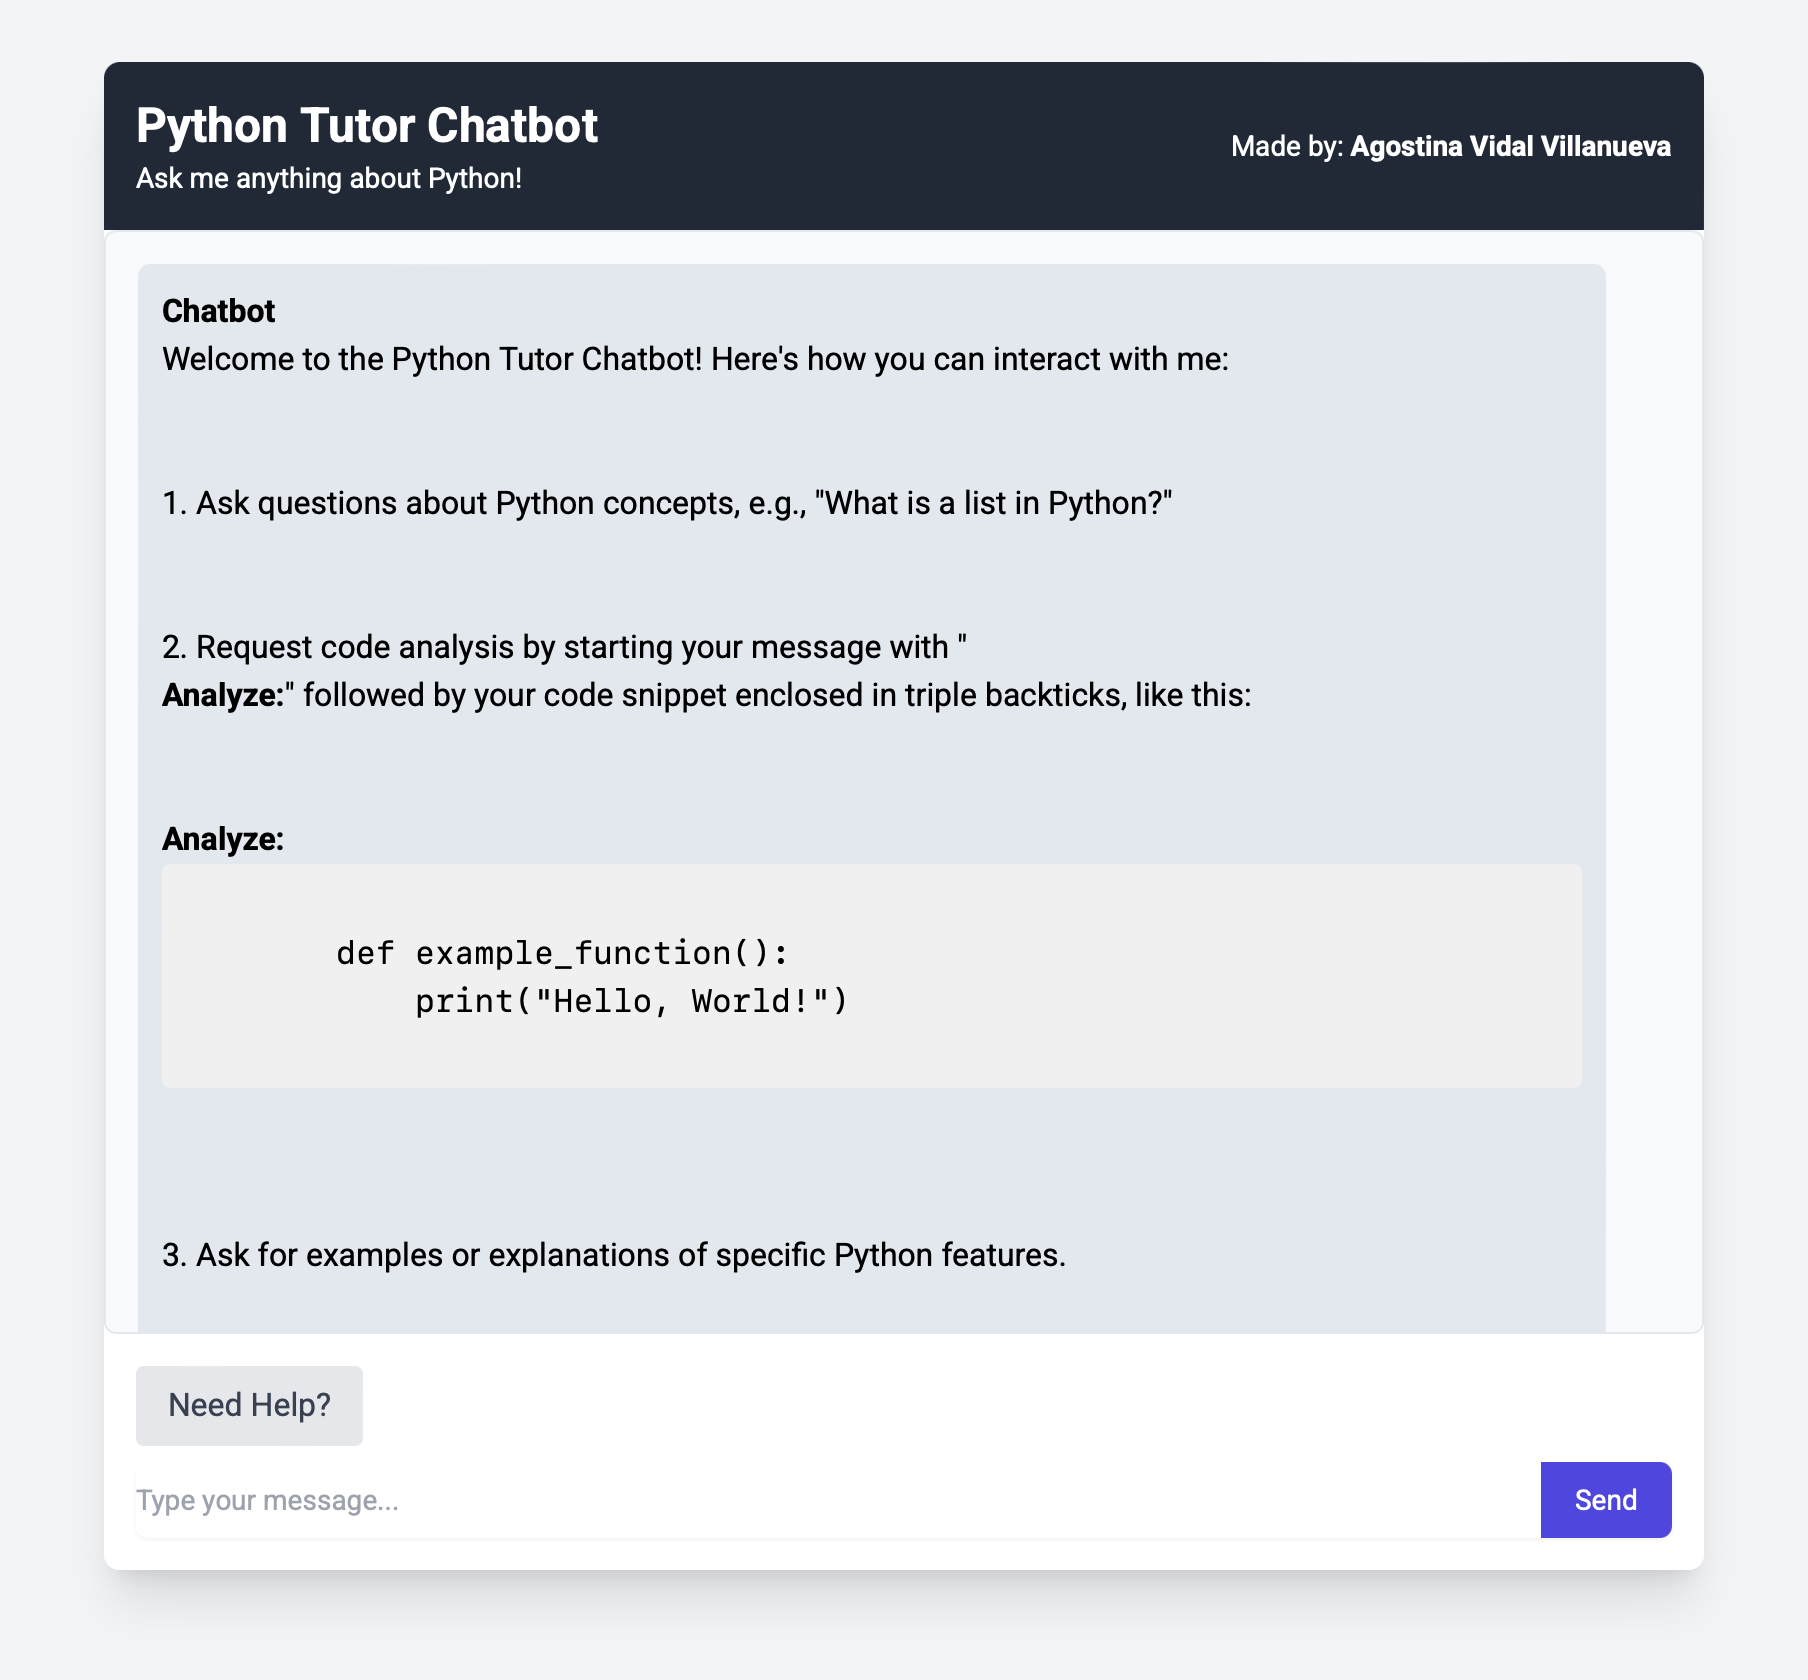 Python Tutor Chatbot
Ask me anything about Python!
Made by: Agostina Vidal Villanueva
Chatbot
Welcome to the Python Tutor Chatbot! Here's how you can interact with me:
1. Ask questions about Python concepts, e.g., "What is a list in Python?"
2. Request code analysis by starting your message with "
Analyze:" followed by your code snippet enclosed in triple backticks, like this:
Analyze:
def example_function():
    print("Hello, World!")
3. Ask for examples or explanations of specific Python features.
Need Help?
Type your message...
Send